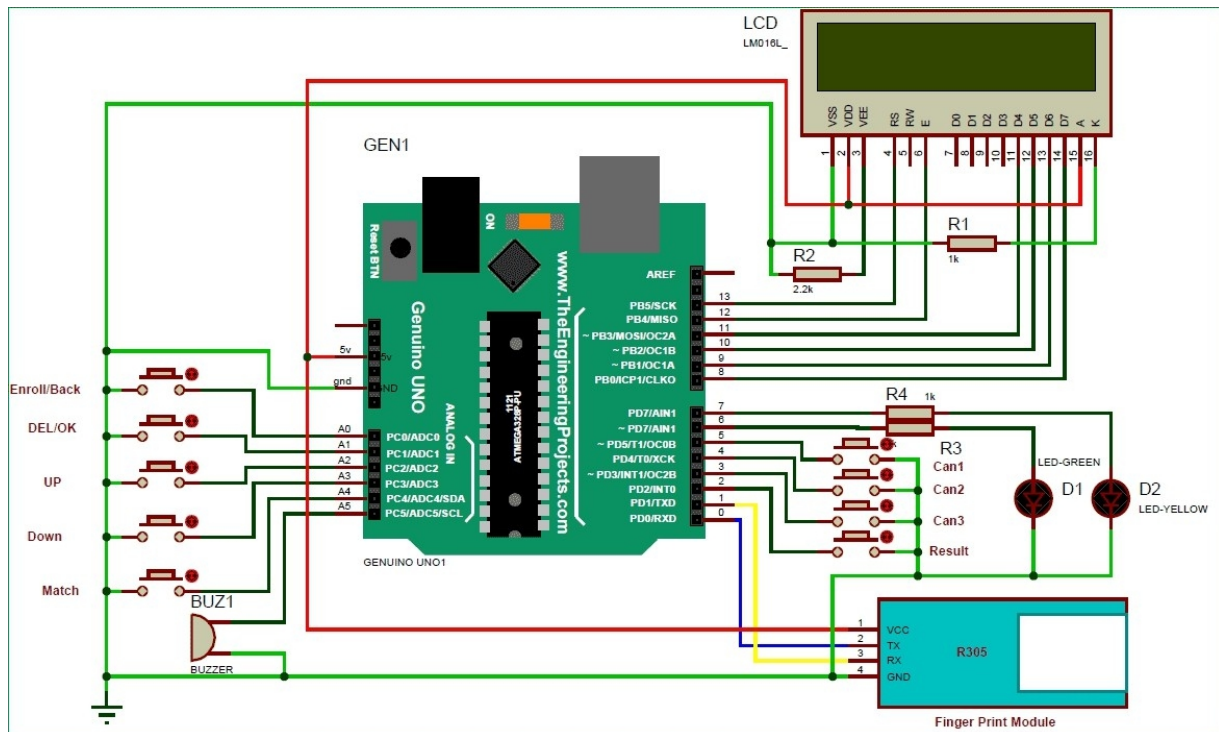 LCD
LM016L_
VSS VDD VEE RS RW E D0 D1 D2 D3 D4 D5 D6 D7 A K
1 2 3 4 5 6 7 8 9 10 11 12 13 14 15 16
GEN1
R1
1k
R2
2.2k
ON
Reset BTN
Genuino UNO
www.TheEngineeringProjects.com
ANALOG IN
1121
ATMEGA328P-PU
AREF
PB5/SCK 13
PB4/MISO 12
~ PB3/MOSI/OC2A 11
~ PB2/OC1B 10
~ PB1/OC1A 9
PB0/ICP1/CLKO 8
PD7/AIN1 7
~ PD7/AIN1 6
~ PD5/T1/OC0B 5
PD4/T0/XCK 4
~ PD3/INT1/OC2B 3
PD2/INT0 2
PD1/TXD 1
PD0/RXD 0
5v 5v
gnd GND
A0 PC0/ADC0
A1 PC1/ADC1
A2 PC2/ADC2
A3 PC3/ADC3
A4 PC4/ADC4/SDA
A5 PC5/ADC5/SCL
GENUINO UNO1
Enroll/Back
DEL/OK
UP
Down
Match
BUZ1
BUZZER
R4 1k
R3
k
Can1
Can2
Can3
Result
LED-GREEN
D1
D2
LED-YELLOW
1 VCC
2 TX
3 RX
4 GND
R305
Finger Print Module